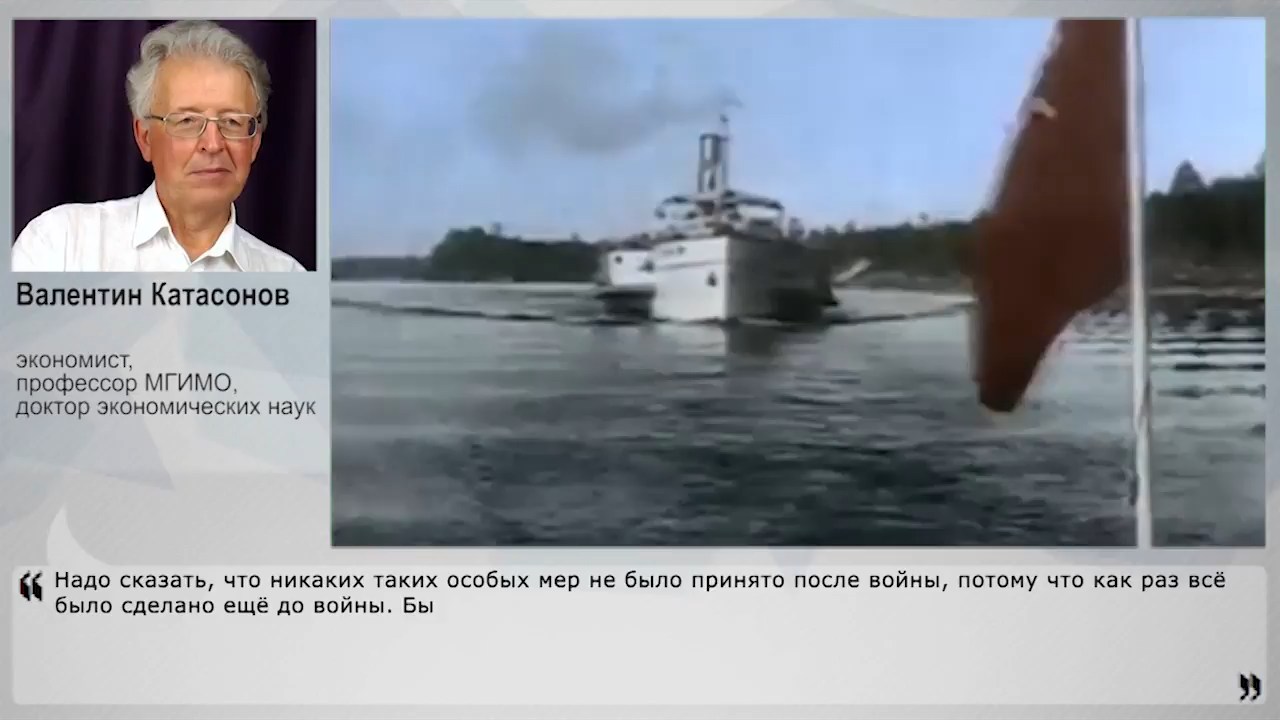 Валентин Катасонов
экономист,
профессор МГИМО,
доктор экономических наук
“ Надо сказать, что никаких таких особых мер не было принято после войны, потому что как раз всё
было сделано ещё до войны. Бы
”